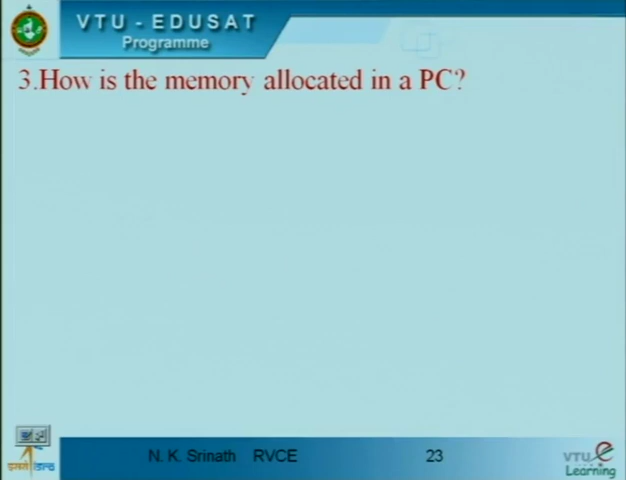 VTU - EDUSAT
Programme
3.How is the memory allocated in a PC?
N. K. Srinath RVCE 23
VTU e
Learning